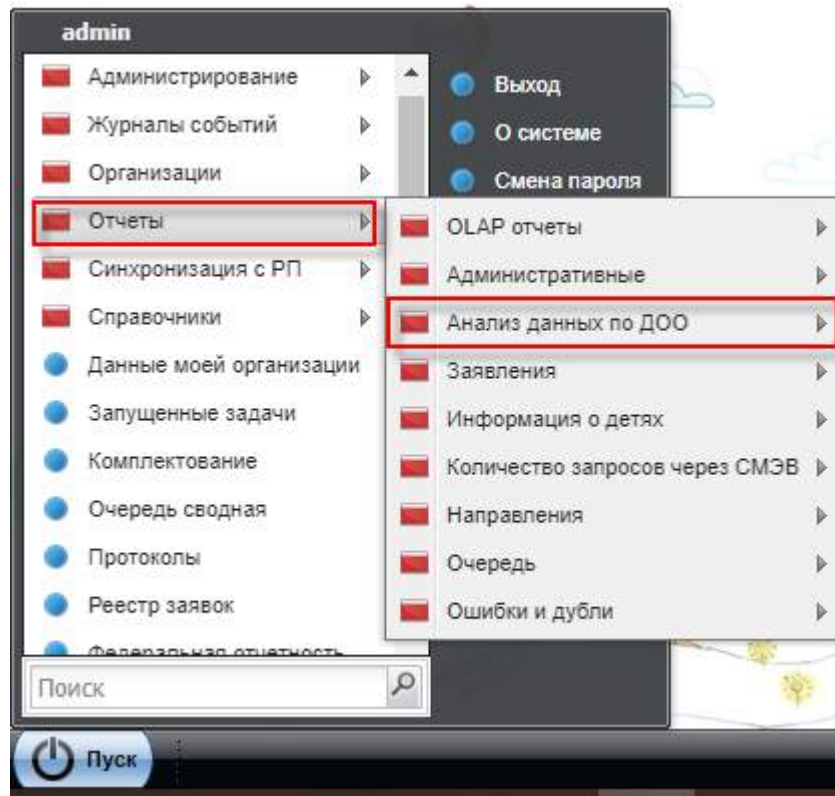 admin
Администрирование
Журналы событий
Организации
Отчеты
Синхронизация с РП
Справочники
Данные моей организации
Запущенные задачи
Комплектование
Очередь сводная
Протоколы
Реестр заявок
Федеральная отчетность
Поиск
Выход
О системе
Смена пароля
OLAP отчеты
Административные
Анализ данных по ДОО
Заявления
Информация о детях
Количество запросов через СМЭВ
Направления
Очередь
Ошибки и дубли
Пуск